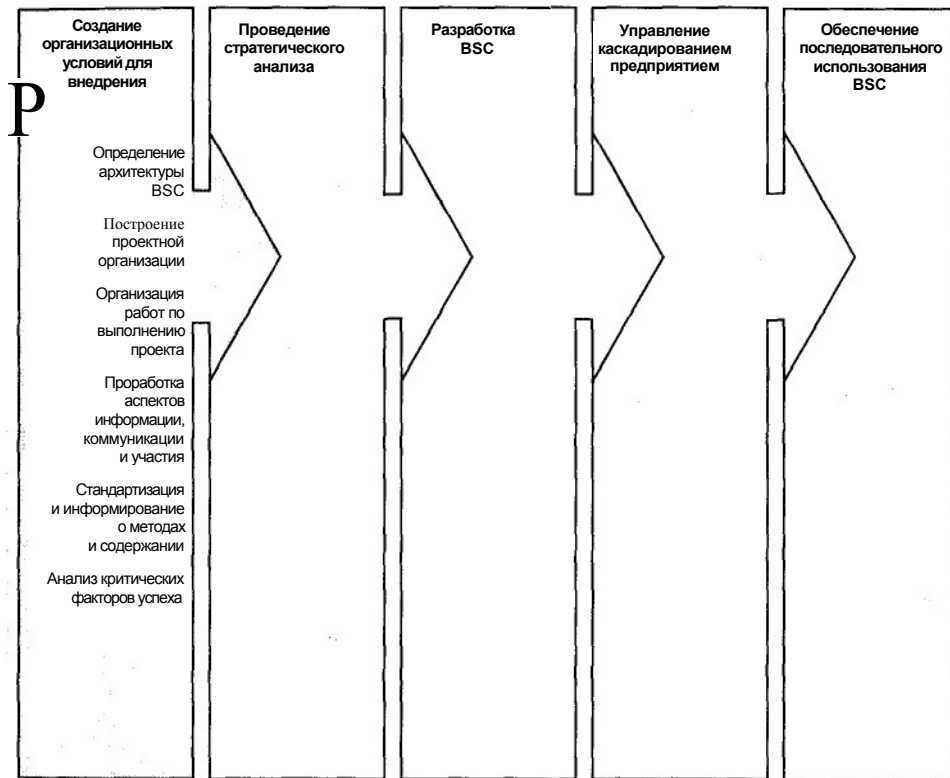 Создание
организационных
условий для
внедрения
Проведение
стратегического
анализа
Разработка
BSC
Управление
каскадированием
предприятием
Обеспечение
последовательного
использования
BSC
Р
Определение
архитектуры
BSC
Построение
проектной
организации
Организация
работ по
выполнению
проекта
Проработка
аспектов
информации,
коммуникации
и участия
Стандартизация
и информирование
о методах
и содержании
Анализ критических
факторов успеха